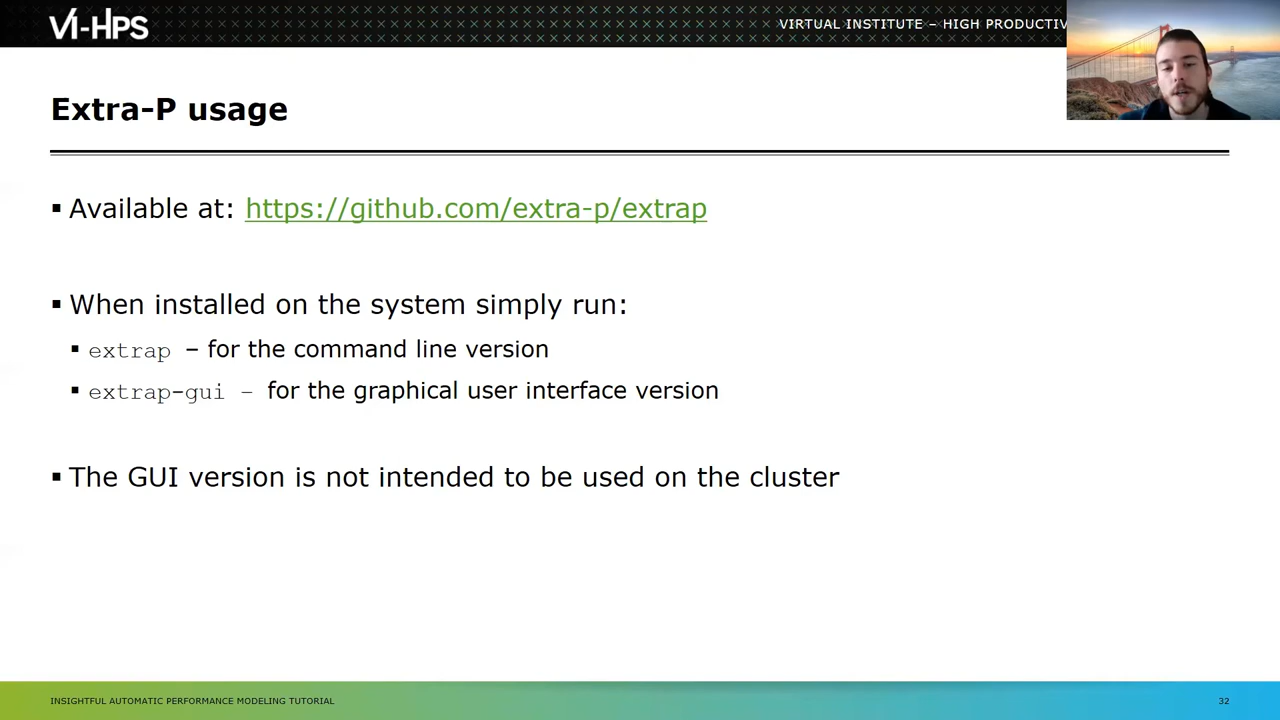 VI-HPS
VIRTUAL INSTITUTE – HIGH PRODUCTIV
Extra-P usage
▪ Available at: https://github.com/extra-p/extrap
▪ When installed on the system simply run:
▪ extrap – for the command line version
▪ extrap-gui – for the graphical user interface version
▪ The GUI version is not intended to be used on the cluster
INSIGHTFUL AUTOMATIC PERFORMANCE MODELING TUTORIAL
32